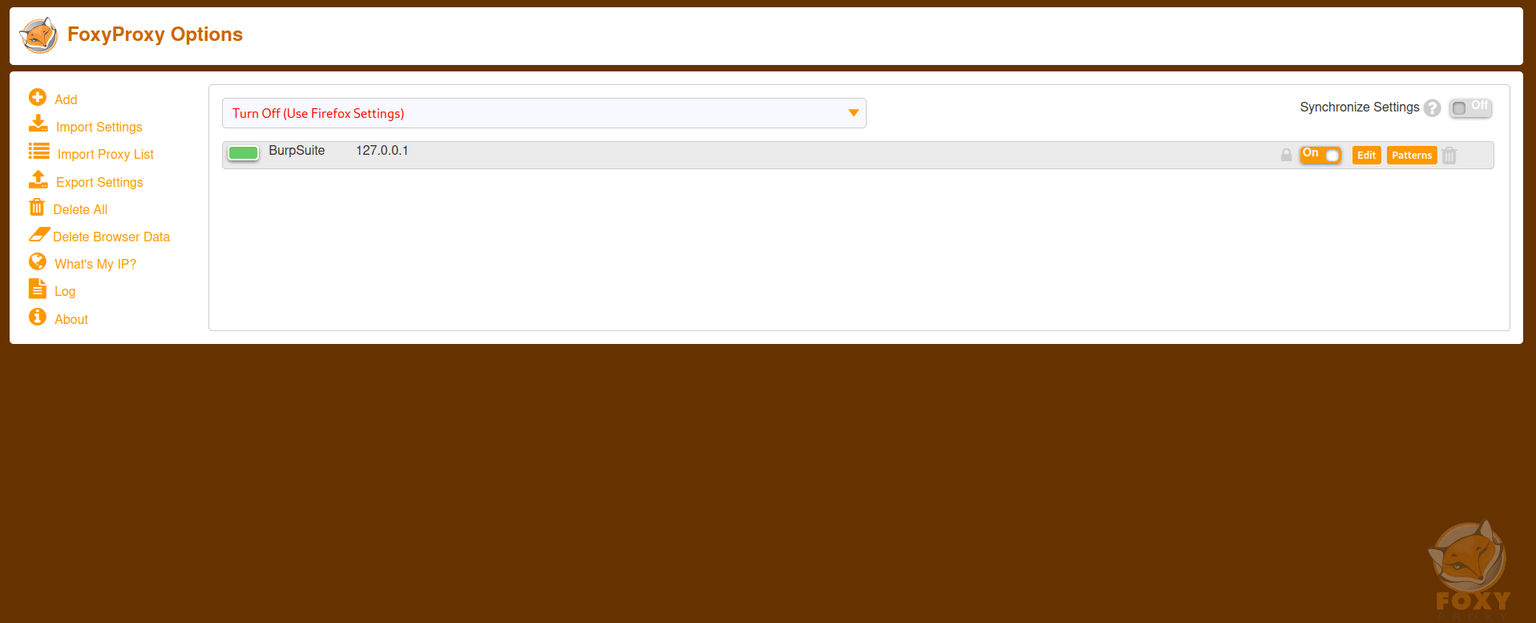 FoxyProxy Options
Add
Import Settings
Import Proxy List
Export Settings
Delete All
Delete Browser Data
What's My IP?
Log
About
Turn Off (Use Firefox Settings)
Synchronize Settings ? Off
BurpSuite 127.0.0.1 On Edit Patterns
FOXY